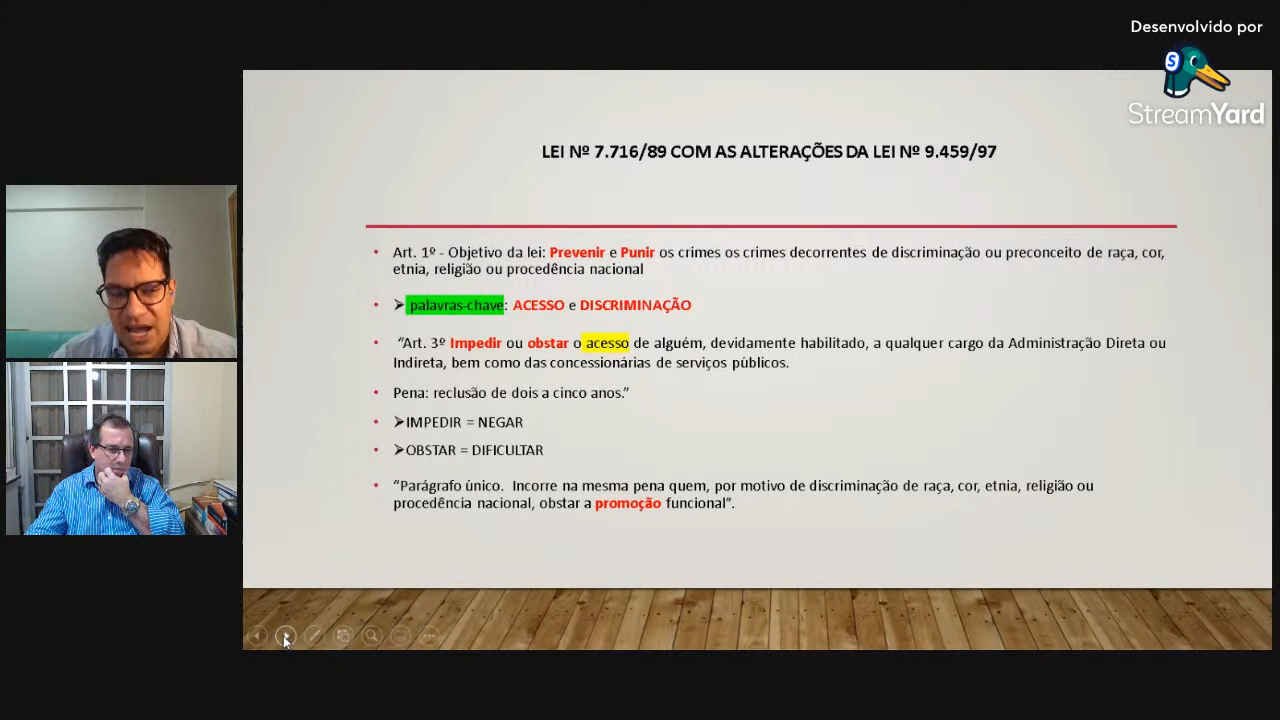 Desenvolvido por
S
StreamYard
LEI Nº 7.716/89 COM AS ALTERAÇÕES DA LEI Nº 9.459/97
• Art. 1º - Objetivo da lei: Prevenir e Punir os crimes os crimes decorrentes de discriminação ou preconceito de raça, cor,
etnia, religião ou procedência nacional
• ➢ palavras-chave: ACESSO e DISCRIMINAÇÃO
• “Art. 3º Impedir ou obstar o acesso de alguém, devidamente habilitado, a qualquer cargo da Administração Direta ou
Indireta, bem como das concessionárias de serviços públicos.
• Pena: reclusão de dois a cinco anos.”
• ➢IMPEDIR = NEGAR
• ➢OBSTAR = DIFICULTAR
• “Parágrafo único. Incorre na mesma pena quem, por motivo de discriminação de raça, cor, etnia, religião ou
procedência nacional, obstar a promoção funcional”.